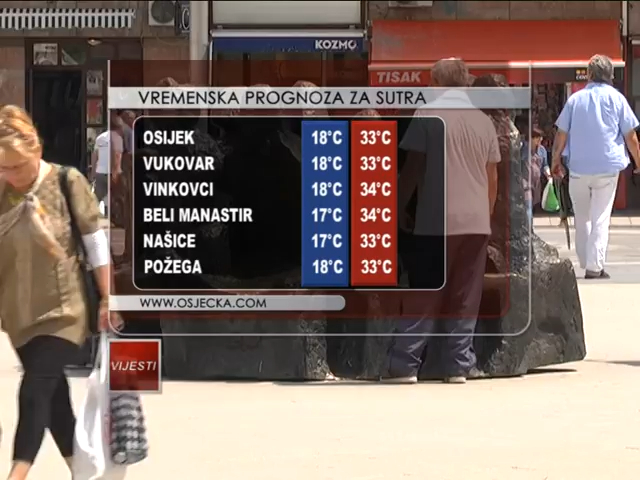 KOZMO
TISAK
VREMENSKA PROGNOZA ZA SUTRA
OSIJEK 18°C 33°C
VUKOVAR 18°C 33°C
VINKOVCI 18°C 34°C
BELI MANASTIR 17°C 34°C
NAŠICE 17°C 33°C
POŽEGA 18°C 33°C
WWW.OSJECKA.COM
VIJESTI